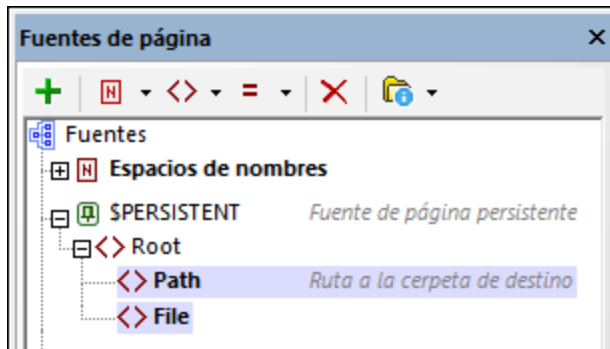 Fuentes de página
Fuentes
Espacios de nombres
$PERSISTENT Fuente de página persistente
Root
Path Ruta a la cerpeta de destino
File